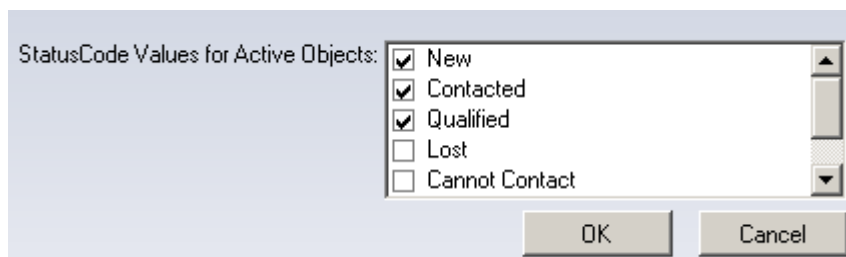 StatusCode Values for Active Objects:
New
Contacted
Qualified
Lost
Cannot Contact
OK
Cancel